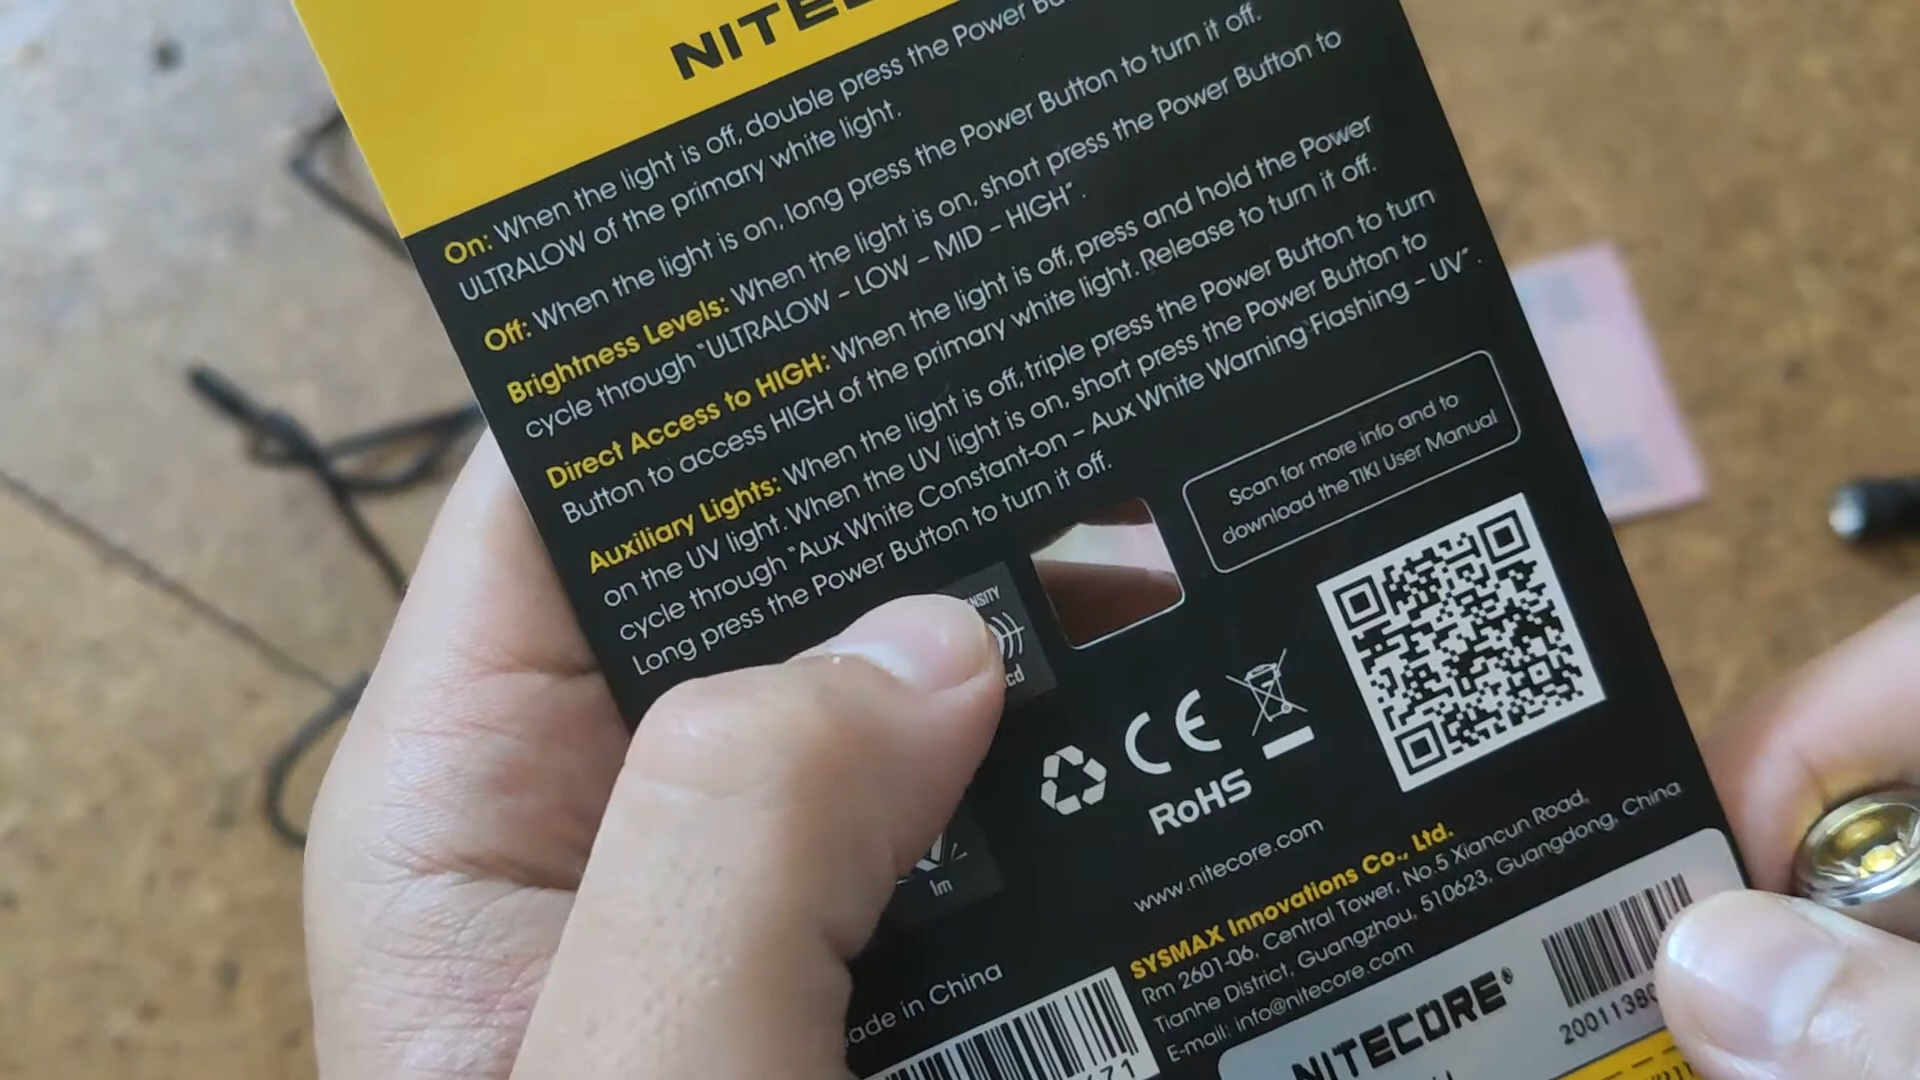 On: When the light is off, double press the Power
ULTRALOW of the primary white light.
Off: When the light is on, long press the Power Button to turn it off.
Brightness Levels: When the light is on, short press the Power Button to
cycle through "ULTRALOW – LOW – MID – HIGH".
Direct Access to HIGH: When the light is off, press and hold the Power
Button to access HIGH of the primary white light. Release to turn it off.
Auxiliary Lights: When the light is off, triple press the Power Button to turn
on the UV light. When the UV light is on, short press the Power Button to
cycle through "Aux White Constant-on – Aux White Warning Flashing – UV".
Long press the Power Button to turn it off.
Scan for more info and to
download the TIKI User Manual
cd
CE
RoHS
lm
www.nitecore.com
SYSMAX Innovations Co., Ltd.
Rm 2601-06, Central Tower, No.5 Xiancun Road,
Tianhe District, Guangzhou, 510623, Guangdong, China
E-mail: info@nitecore.com
in China
NITECORE®